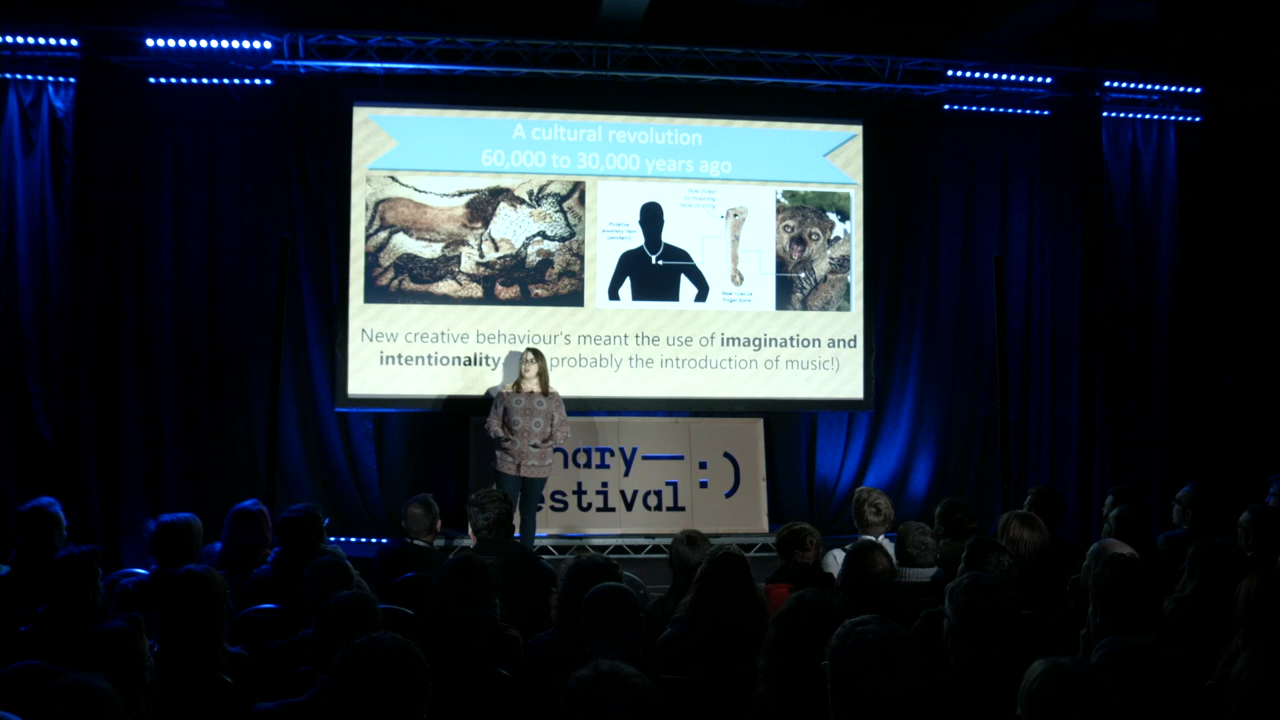 A cultural revolution
60,000 to 30,000 years ago
New creative behaviour's meant the use of imagination and
intentionality probably the introduction of music!)
nary—
estival :)